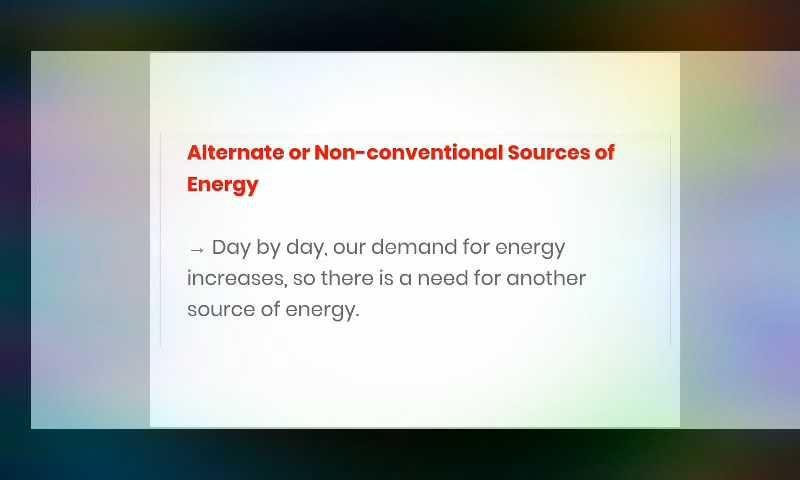 Alternate or Non-conventional Sources of
Energy
→ Day by day, our demand for energy
increases, so there is a need for another
source of energy.